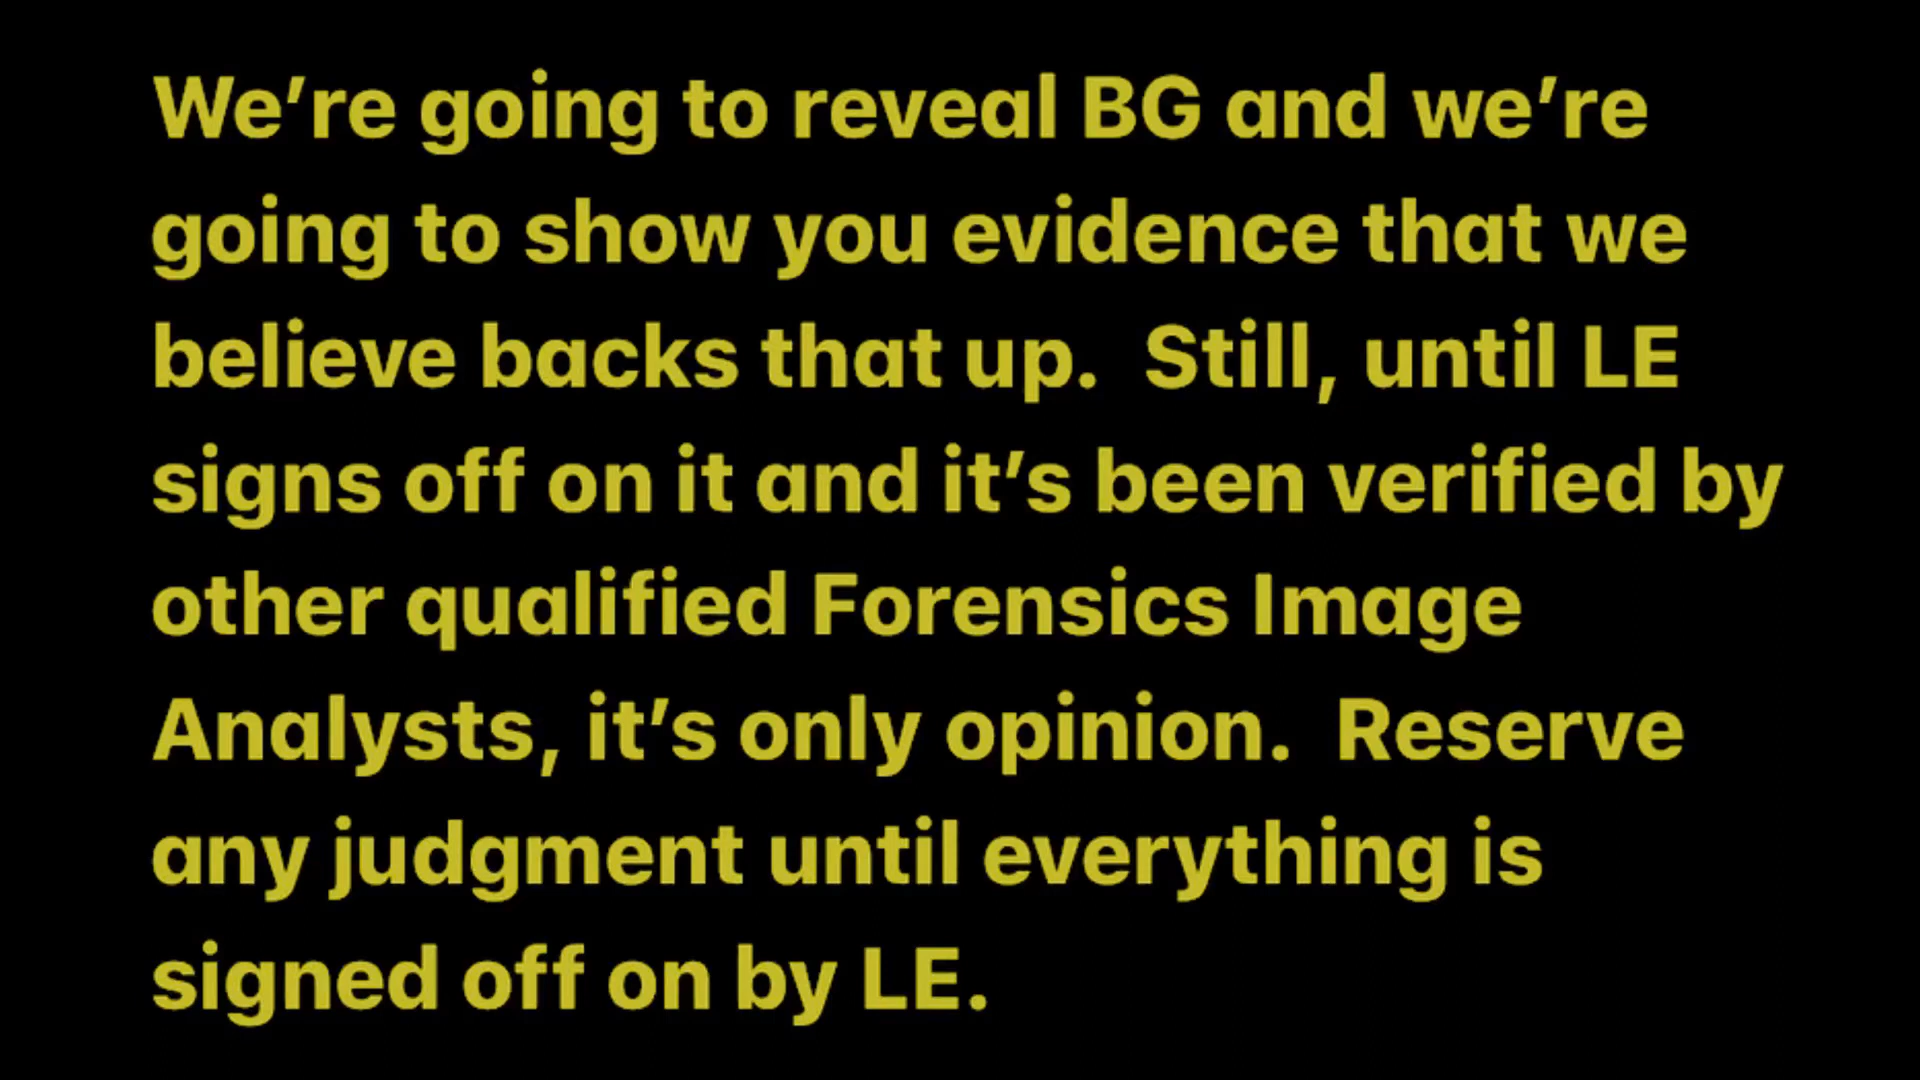 We’re going to reveal BG and we’re
going to show you evidence that we
believe backs that up.  Still, until LE
signs off on it and it’s been verified by
other qualified Forensics Image
Analysts, it’s only opinion.  Reserve
any judgment until everything is
signed off on by LE.